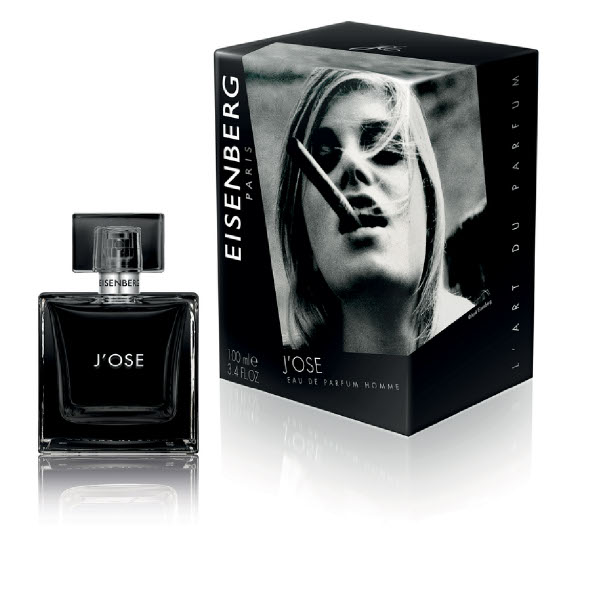 EISENBERG
PARIS
100 ml e
3.4 FL.OZ
J'OSE
EAU DE PARFUM HOMME
L'ART DU PARFUM
EISENBERG
J'OSE